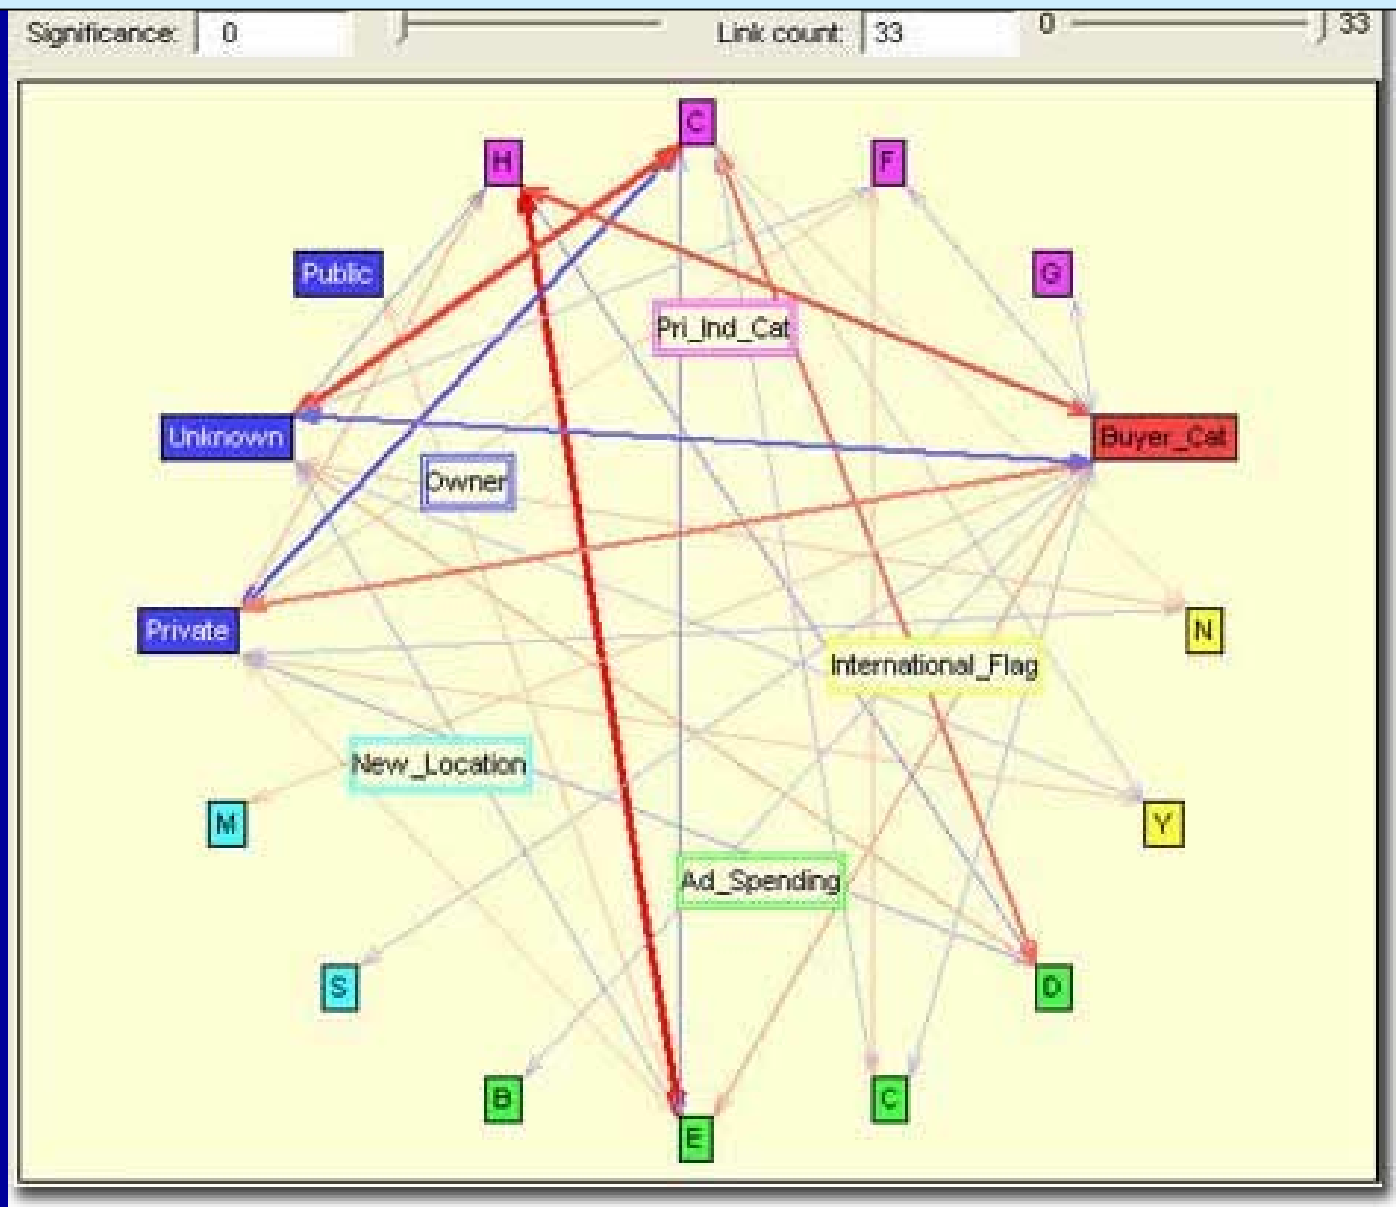 Significance: 0 Link count: 33 0 33
C
H
F
Public
G
Pri_Ind_Cat
Unknown
Buyer_Cat
Owner
Private
N
International_Flag
New_Location
M
Y
Ad_Spending
S
D
B
C
E